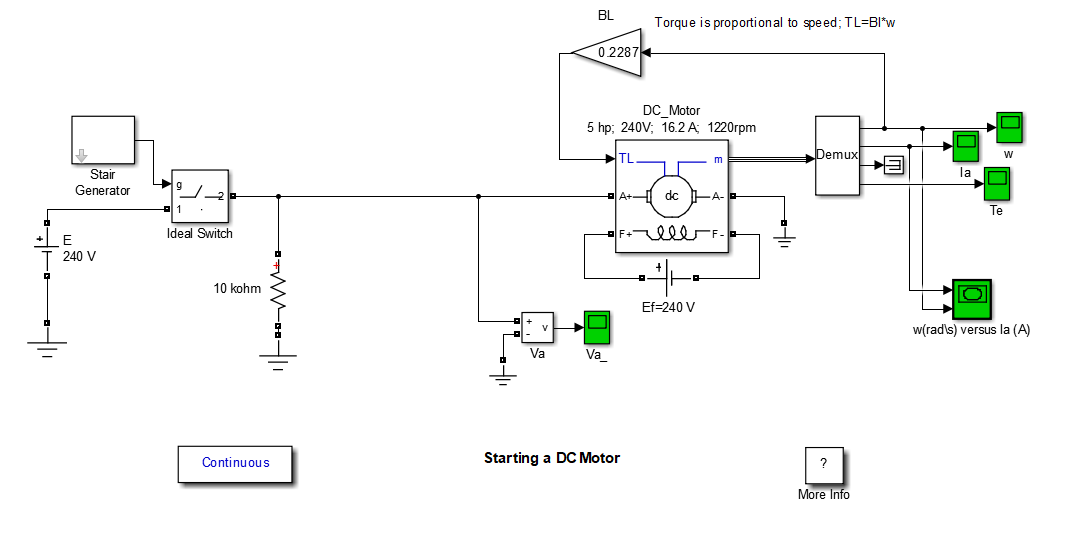 BL
Torque is proportional to speed; TL=Bl*w
0.2287
DC_Motor
5 hp; 240V; 16.2 A; 1220rpm
TL
m
A+
dc
A-
F+
F-
Ef=240 V
+
Demux
w
Ia
Te
w(rad\s) versus Ia (A)
Stair
Generator
g
1
2
Ideal Switch
+
E
240 V
+
10 kohm
+
-
v
Va
Va_
Continuous
Starting a DC Motor
?
More Info